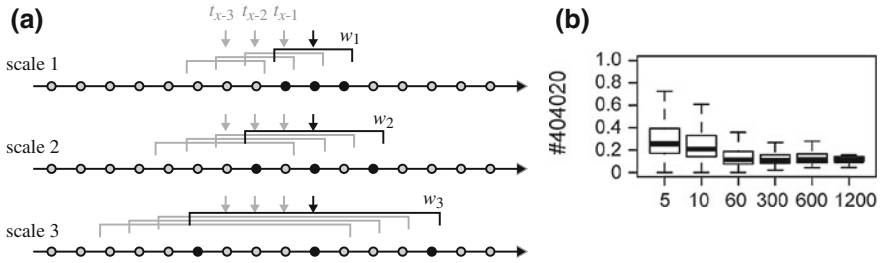 (a)
t_{x-3} t_{x-2} t_{x-1}
w_1
scale 1
w_2
scale 2
w_3
scale 3
(b)
#404020
1.0
0.8
0.6
0.4
0.2
0
5 10 60 300 600 1200